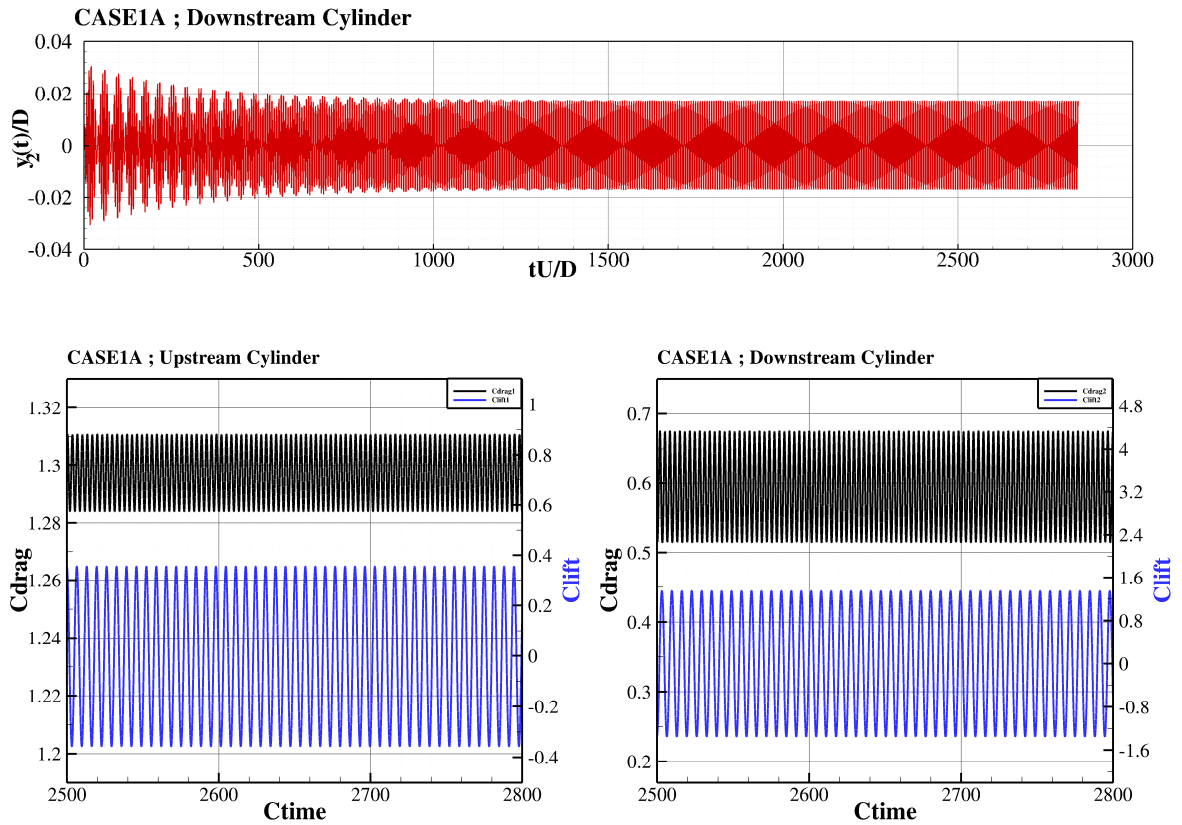 CASE1A ; Downstream Cylinder
0.04
0.02
0
-0.02
-0.04
y2(t)/D
0 500 1000 1500 2000 2500 3000
tU/D
CASE1A ; Upstream Cylinder
Cdrag1
Clift1
1.32
1.3
1.28
1.26
1.24
1.22
1.2
Cdrag
1
0.8
0.6
0.4
0.2
0
-0.2
-0.4
Clift
2500 2600 2700 2800
Ctime
CASE1A ; Downstream Cylinder
Cdrag2
Clift2
0.7
0.6
0.5
0.4
0.3
0.2
Cdrag
4.8
4
3.2
2.4
1.6
0.8
0
-0.8
-1.6
Clift
2500 2600 2700 2800
Ctime